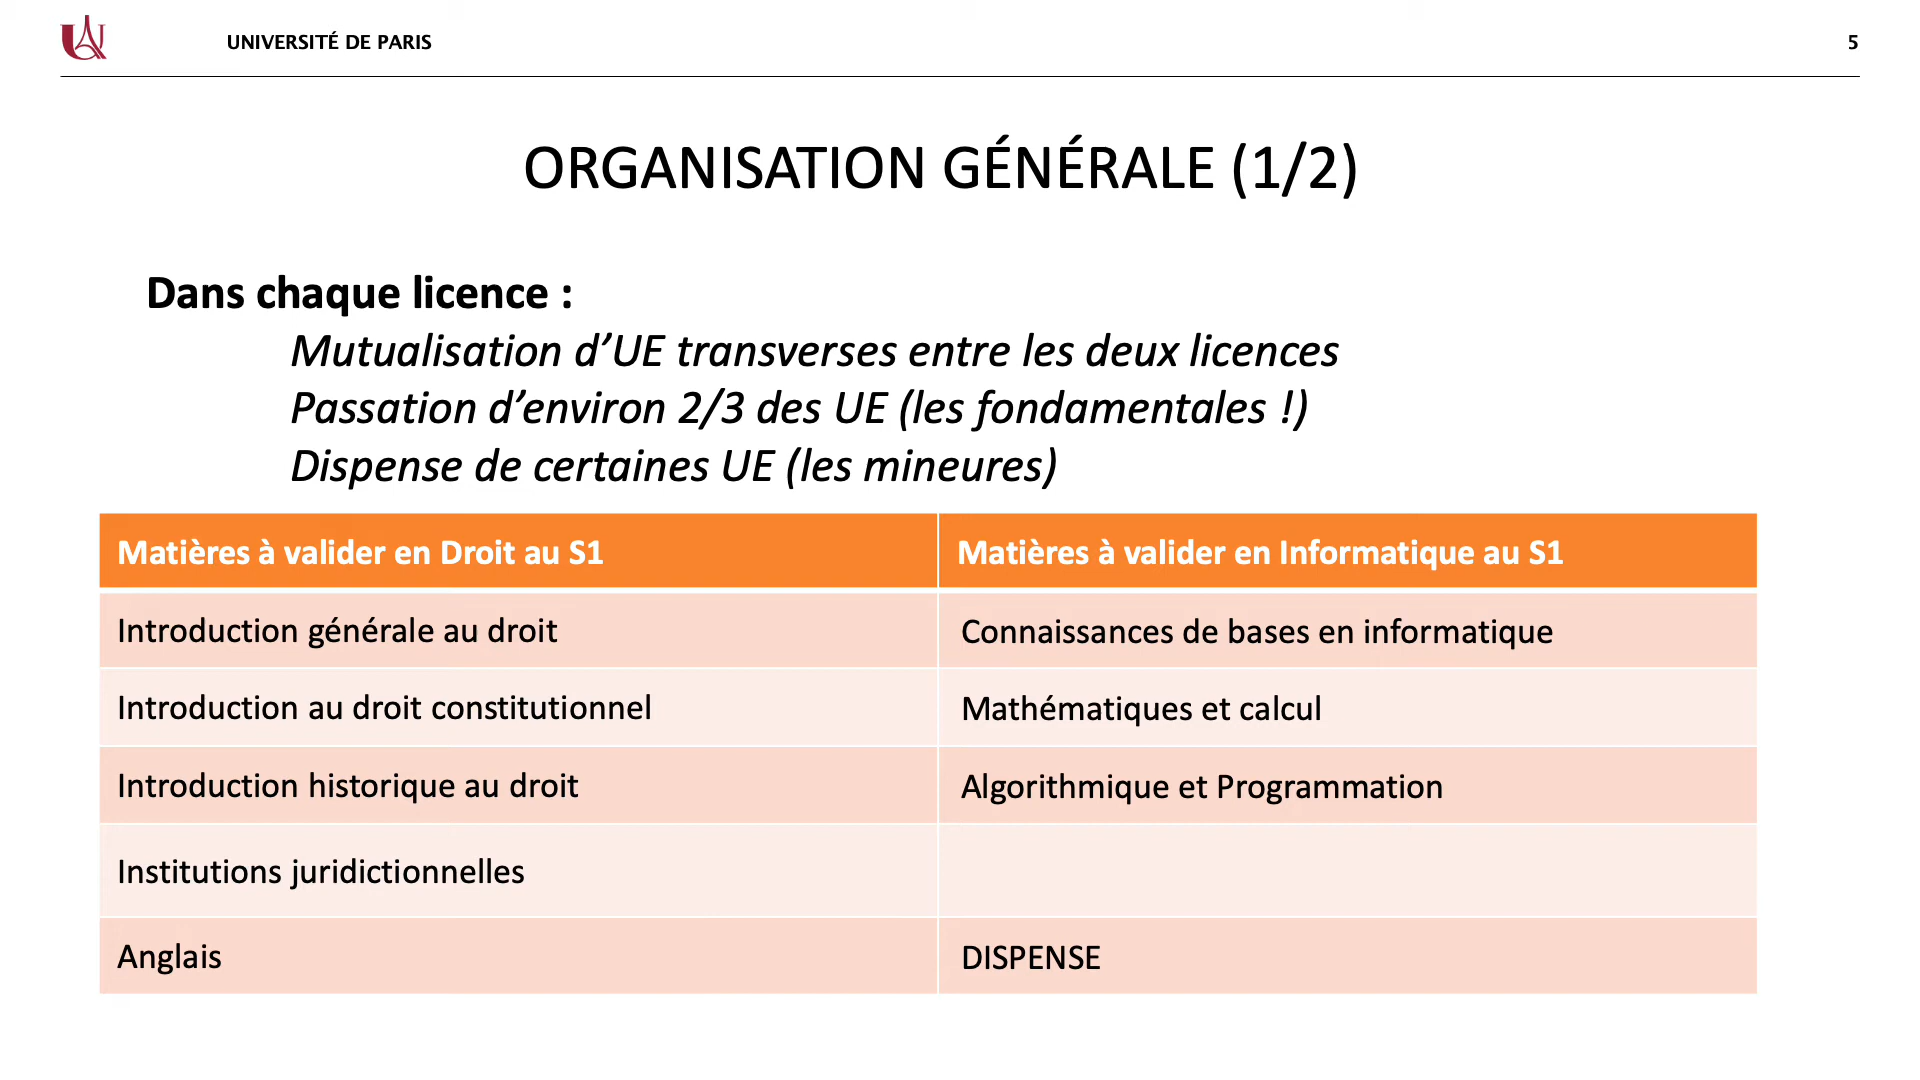 UNIVERSITÉ DE PARIS
5
ORGANISATION GÉNÉRALE (1/2)
Dans chaque licence :
Mutualisation d’UE transverses entre les deux licences
Passation d’environ 2/3 des UE (les fondamentales !)
Dispense de certaines UE (les mineures)
Matières à valider en Droit au S1
Matières à valider en Informatique au S1
Introduction générale au droit
Connaissances de bases en informatique
Introduction au droit constitutionnel
Mathématiques et calcul
Introduction historique au droit
Algorithmique et Programmation
Institutions juridictionnelles
Anglais
DISPENSE